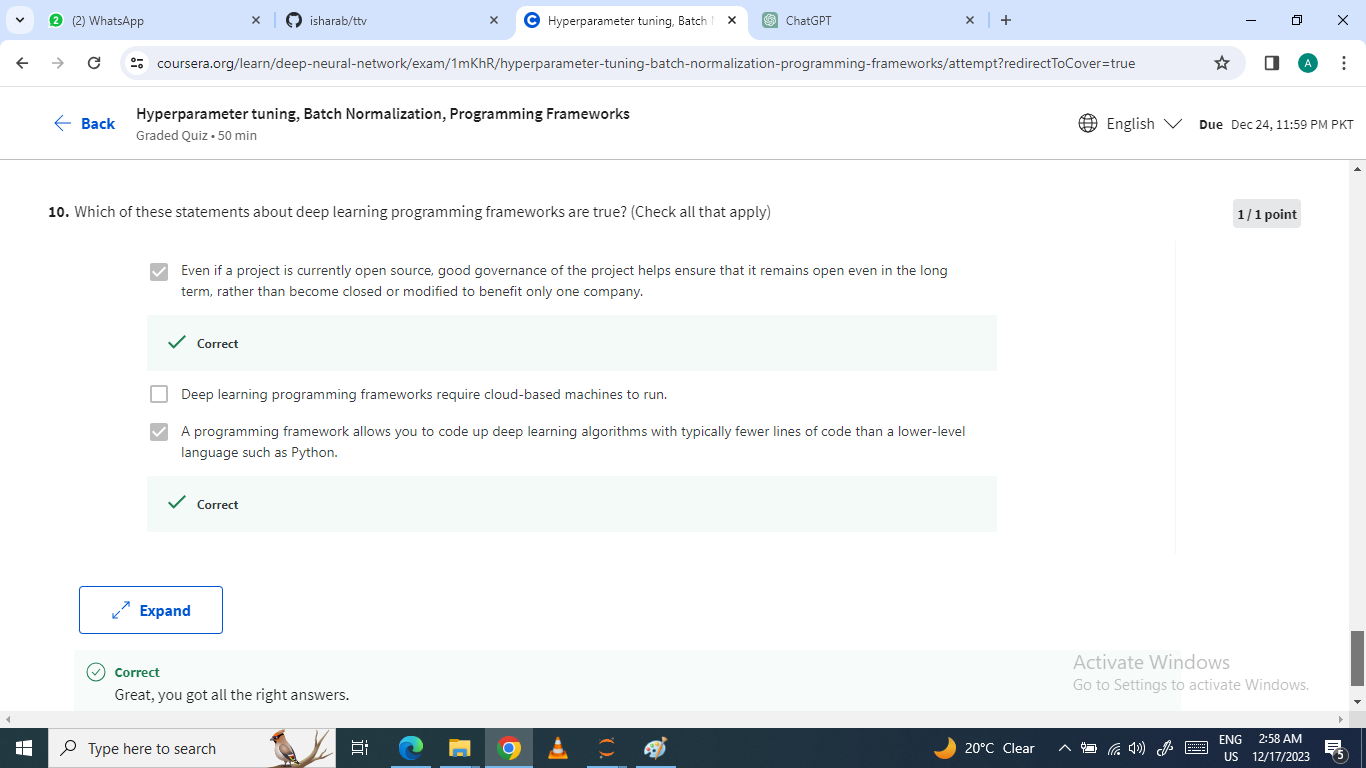 (2) WhatsApp
isharab/ttv
Hyperparameter tuning, Batch
ChatGPT
coursera.org/learn/deep-neural-network/exam/1mKhR/hyperparameter-tuning-batch-normalization-programming-frameworks/attempt?redirectToCover=true
A
Back
Hyperparameter tuning, Batch Normalization, Programming Frameworks
Graded Quiz • 50 min
English
Due Dec 24, 11:59 PM PKT
10. Which of these statements about deep learning programming frameworks are true? (Check all that apply)
1 / 1 point
Even if a project is currently open source, good governance of the project helps ensure that it remains open even in the long
term, rather than become closed or modified to benefit only one company.
Correct
Deep learning programming frameworks require cloud-based machines to run.
A programming framework allows you to code up deep learning algorithms with typically fewer lines of code than a lower-level
language such as Python.
Correct
Expand
Correct
Great, you got all the right answers.
Activate Windows
Go to Settings to activate Windows.
Type here to search
20°C Clear
ENG
US
2:58 AM
12/17/2023
5